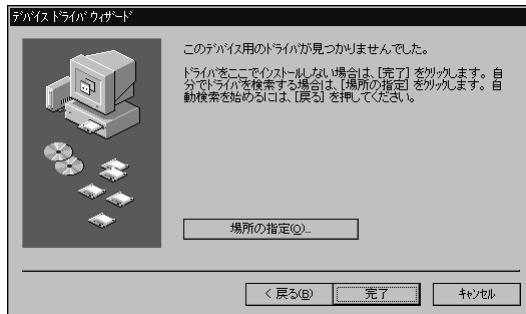 ﾃﾞﾊﾞｲｽ ﾄﾞﾗｲﾊﾞ ｳｨｻﾞｰﾄﾞ
このﾃﾞﾊﾞｲｽ用のﾄﾞﾗｲﾊﾞが見つかりませんでした。
ﾄﾞﾗｲﾊﾞをここでｲﾝｽﾄｰﾙしない場合は、[完了] をｸﾘｯｸします。自
分でﾄﾞﾗｲﾊﾞを検索する場合は、[場所の指定] をｸﾘｯｸします。自
動検索を始めるには、[戻る] を押してください。
場所の指定(O)...
< 戻る(B)
完了
ｷｬﾝｾﾙ